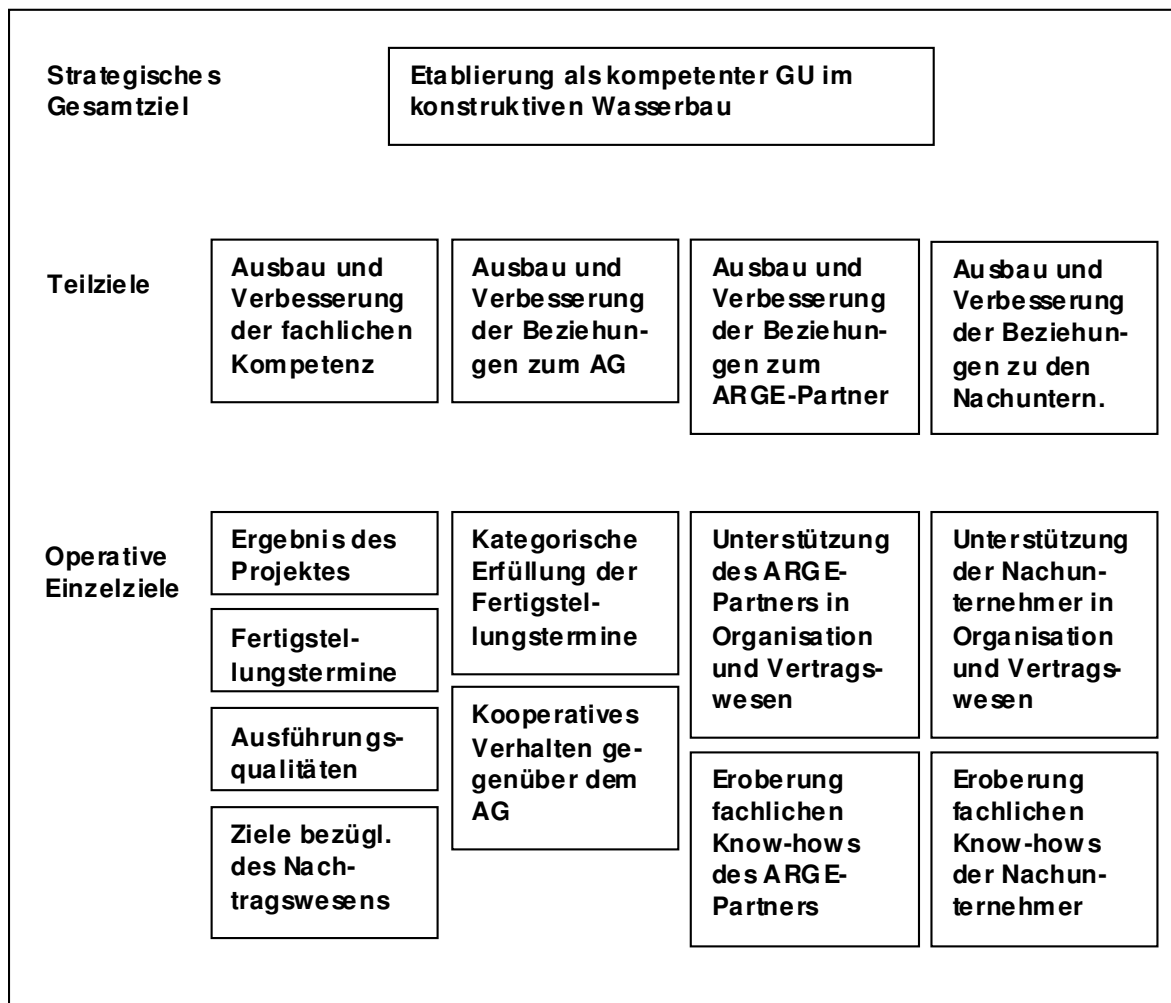 Strategisches
Gesamtziel
Etablierung als kompetenter GU im
konstruktiven Wasserbau
Teilziele
Ausbau und
Verbesserung
der fachlichen
Kompetenz
Ausbau und
Verbesserung
der Beziehun-
gen zum AG
Ausbau und
Verbesserung
der Beziehun-
gen zum
ARGE-Partner
Ausbau und
Verbesserung
der Beziehun-
gen zu den
Nachuntern.
Operative
Einzelziele
Ergebnis des
Projektes
Fertigstel-
lungstermine
Ausführungs-
qualitäten
Ziele bezügl.
des Nach-
tragswesens
Kategorische
Erfüllung der
Fertigstel-
lungstermine
Kooperatives
Verhalten ge-
genüber dem
AG
Unterstützung
des ARGE-
Partners in
Organisation
und Vertrags-
wesen
Eroberung
fachlichen
Know-hows
des ARGE-
Partners
Unterstützung
der Nachun-
ternehmer in
Organisation
und Vertrags-
wesen
Eroberung
fachlichen
Know-hows
der Nachun-
ternehmer